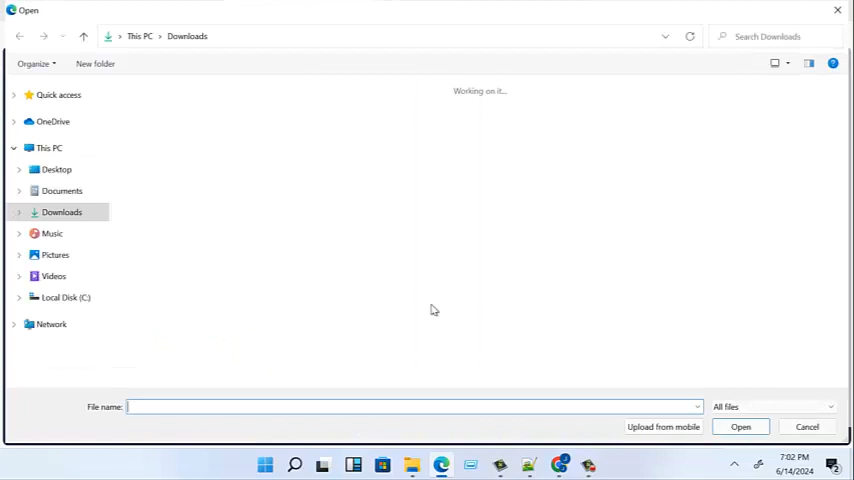 Open
This PC > Downloads
Search Downloads
Organize
New folder
Quick access
Working on it...
OneDrive
This PC
Desktop
Documents
Downloads
Music
Pictures
Videos
Local Disk (C:)
Network
File name:
All files
Upload from mobile
Open
Cancel
7:02 PM
6/14/2024
2